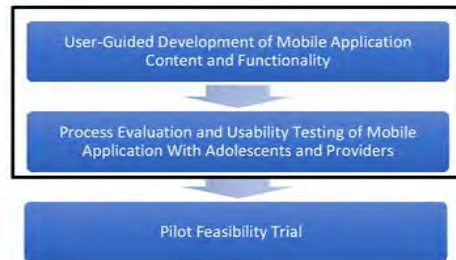 User-Guided Development of Mobile Application
Content and Functionality
Process Evaluation and Usability Testing of Mobile
Application With Adolescents and Providers
Pilot Feasibility Trial